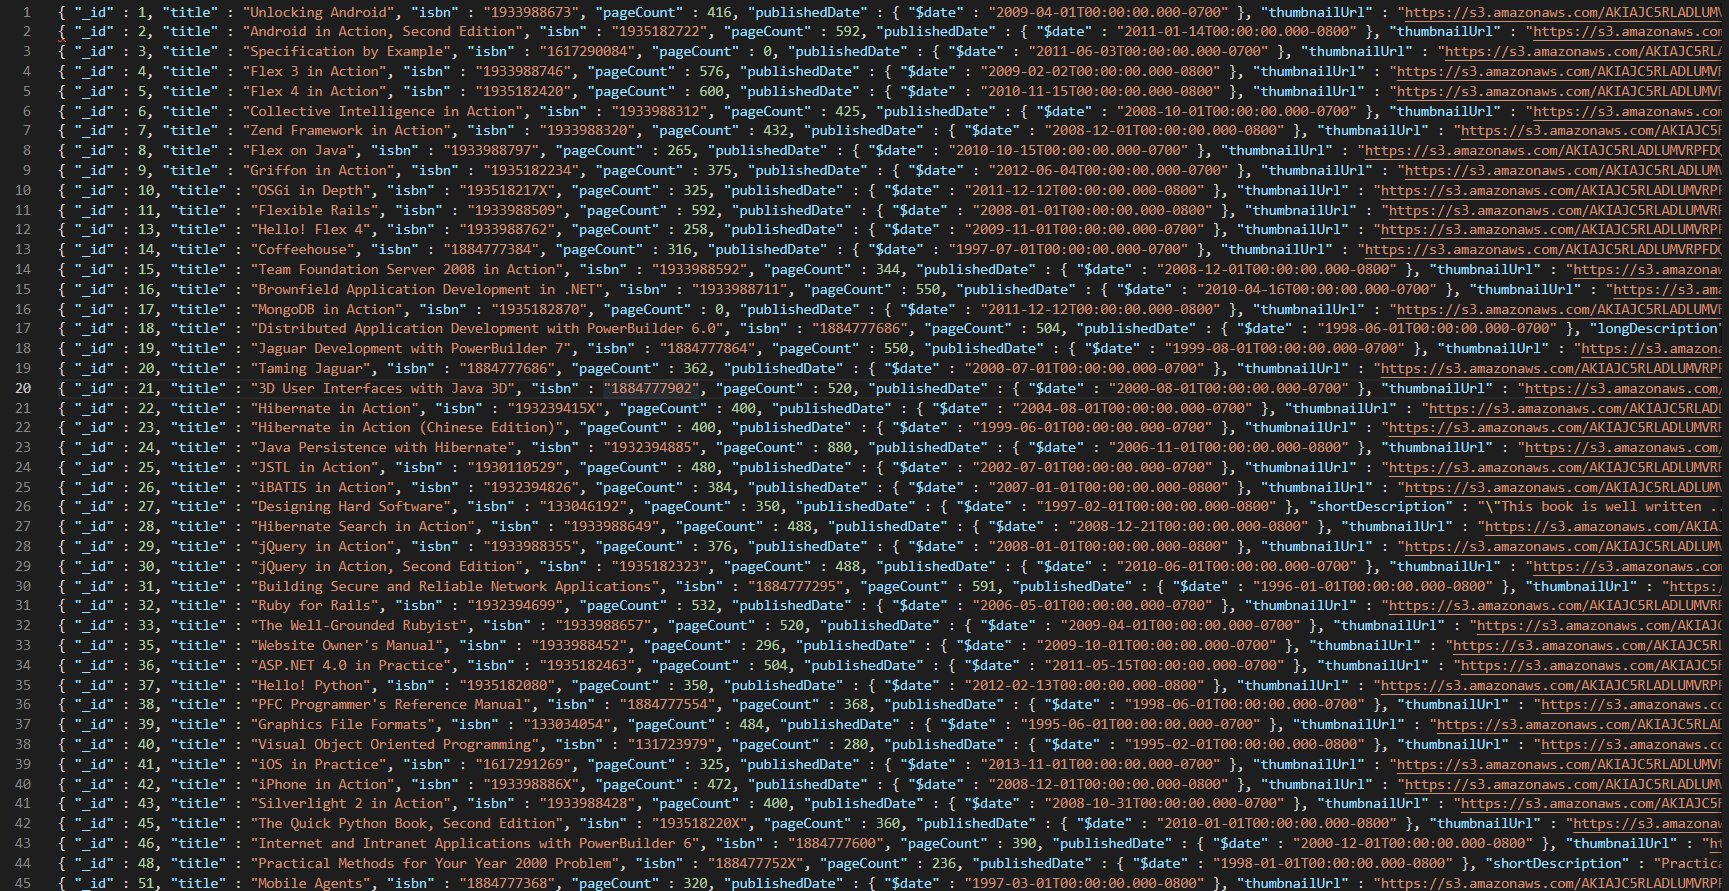 1 { "_id" : 1, "title" : "Unlocking Android", "isbn" : "1933988673", "pageCount" : 416, "publishedDate" : { "$date" : "2009-04-01T00:00:00.000-0700" }, "thumbnailUrl" : "https://s3.amazonaws.com/AKIAJC5RLADLUMV
2 { "_id" : 2, "title" : "Android in Action, Second Edition", "isbn" : "1935182722", "pageCount" : 592, "publishedDate" : { "$date" : "2011-01-14T00:00:00.000-0800" }, "thumbnailUrl" : "https://s3.amazonaws.com
3 { "_id" : 3, "title" : "Specification by Example", "isbn" : "1617290084", "pageCount" : 0, "publishedDate" : { "$date" : "2011-06-03T00:00:00.000-0700" }, "thumbnailUrl" : "https://s3.amazonaws.com/AKIAJC5RLA
4 { "_id" : 4, "title" : "Flex 3 in Action", "isbn" : "1933988746", "pageCount" : 576, "publishedDate" : { "$date" : "2009-02-02T00:00:00.000-0800" }, "thumbnailUrl" : "https://s3.amazonaws.com/AKIAJC5RLADLUMVR
5 { "_id" : 5, "title" : "Flex 4 in Action", "isbn" : "1935182420", "pageCount" : 600, "publishedDate" : { "$date" : "2010-11-15T00:00:00.000-0800" }, "thumbnailUrl" : "https://s3.amazonaws.com/AKIAJC5RLADLUMVR
6 { "_id" : 6, "title" : "Collective Intelligence in Action", "isbn" : "1933988312", "pageCount" : 425, "publishedDate" : { "$date" : "2008-10-01T00:00:00.000-0700" }, "thumbnailUrl" : "https://s3.amazonaws.com
7 { "_id" : 7, "title" : "Zend Framework in Action", "isbn" : "1933988320", "pageCount" : 432, "publishedDate" : { "$date" : "2008-12-01T00:00:00.000-0800" }, "thumbnailUrl" : "https://s3.amazonaws.com/AKIAJC5R
8 { "_id" : 8, "title" : "Flex on Java", "isbn" : "1933988797", "pageCount" : 265, "publishedDate" : { "$date" : "2010-10-15T00:00:00.000-0700" }, "thumbnailUrl" : "https://s3.amazonaws.com/AKIAJC5RLADLUMVRPFDQ
9 { "_id" : 9, "title" : "Griffon in Action", "isbn" : "1935182234", "pageCount" : 375, "publishedDate" : { "$date" : "2012-06-04T00:00:00.000-0700" }, "thumbnailUrl" : "https://s3.amazonaws.com/AKIAJC5RLADLUMV
10 { "_id" : 10, "title" : "OSGi in Depth", "isbn" : "193518217X", "pageCount" : 325, "publishedDate" : { "$date" : "2011-12-12T00:00:00.000-0800" }, "thumbnailUrl" : "https://s3.amazonaws.com/AKIAJC5RLADLUMVRPF
11 { "_id" : 11, "title" : "Flexible Rails", "isbn" : "1933988509", "pageCount" : 592, "publishedDate" : { "$date" : "2008-01-01T00:00:00.000-0800" }, "thumbnailUrl" : "https://s3.amazonaws.com/AKIAJC5RLADLUMVRP
12 { "_id" : 13, "title" : "Hello! Flex 4", "isbn" : "1933988762", "pageCount" : 258, "publishedDate" : { "$date" : "2009-11-01T00:00:00.000-0700" }, "thumbnailUrl" : "https://s3.amazonaws.com/AKIAJC5RLADLUMVRPF
13 { "_id" : 14, "title" : "Coffeehouse", "isbn" : "1884777384", "pageCount" : 316, "publishedDate" : { "$date" : "1997-07-01T00:00:00.000-0700" }, "thumbnailUrl" : "https://s3.amazonaws.com/AKIAJC5RLADLUMVRPFDQ
14 { "_id" : 15, "title" : "Team Foundation Server 2008 in Action", "isbn" : "1933988592", "pageCount" : 344, "publishedDate" : { "$date" : "2008-12-01T00:00:00.000-0800" }, "thumbnailUrl" : "https://s3.amazonaw
15 { "_id" : 16, "title" : "Brownfield Application Development in .NET", "isbn" : "1933988711", "pageCount" : 550, "publishedDate" : { "$date" : "2010-04-16T00:00:00.000-0700" }, "thumbnailUrl" : "https://s3.ama
16 { "_id" : 17, "title" : "MongoDB in Action", "isbn" : "1935182870", "pageCount" : 0, "publishedDate" : { "$date" : "2011-12-12T00:00:00.000-0800" }, "thumbnailUrl" : "https://s3.amazonaws.com/AKIAJC5RLADLUMVR
17 { "_id" : 18, "title" : "Distributed Application Development with PowerBuilder 6.0", "isbn" : "1884777686", "pageCount" : 504, "publishedDate" : { "$date" : "1998-06-01T00:00:00.000-0700" }, "longDescription"
18 { "_id" : 19, "title" : "Jaguar Development with PowerBuilder 7", "isbn" : "1884777864", "pageCount" : 550, "publishedDate" : { "$date" : "1999-08-01T00:00:00.000-0700" }, "thumbnailUrl" : "https://s3.amazona
19 { "_id" : 20, "title" : "Taming Jaguar", "isbn" : "1884777686", "pageCount" : 362, "publishedDate" : { "$date" : "2000-07-01T00:00:00.000-0700" }, "thumbnailUrl" : "https://s3.amazonaws.com/AKIAJC5RLADLUMVRPF
20 { "_id" : 21, "title" : "3D User Interfaces with Java 3D", "isbn" : "1884777902", "pageCount" : 520, "publishedDate" : { "$date" : "2000-08-01T00:00:00.000-0700" }, "thumbnailUrl" : "https://s3.amazonaws.com/
21 { "_id" : 22, "title" : "Hibernate in Action", "isbn" : "193239415X", "pageCount" : 400, "publishedDate" : { "$date" : "2004-08-01T00:00:00.000-0700" }, "thumbnailUrl" : "https://s3.amazonaws.com/AKIAJC5RLADL
22 { "_id" : 23, "title" : "Hibernate in Action (Chinese Edition)", "pageCount" : 400, "publishedDate" : { "$date" : "1999-06-01T00:00:00.000-0700" }, "thumbnailUrl" : "https://s3.amazonaws.com/AKIAJC5RLADLUMVRP
23 { "_id" : 24, "title" : "Java Persistence with Hibernate", "isbn" : "1932394885", "pageCount" : 880, "publishedDate" : { "$date" : "2006-11-01T00:00:00.000-0800" }, "thumbnailUrl" : "https://s3.amazonaws.com/
24 { "_id" : 25, "title" : "JSTL in Action", "isbn" : "1930110529", "pageCount" : 480, "publishedDate" : { "$date" : "2002-07-01T00:00:00.000-0700" }, "thumbnailUrl" : "https://s3.amazonaws.com/AKIAJC5RLADLUMVRP
25 { "_id" : 26, "title" : "iBATIS in Action", "isbn" : "1932394826", "pageCount" : 384, "publishedDate" : { "$date" : "2007-01-01T00:00:00.000-0800" }, "thumbnailUrl" : "https://s3.amazonaws.com/AKIAJC5RLADLUMV
26 { "_id" : 27, "title" : "Designing Hard Software", "isbn" : "133046192", "pageCount" : 350, "publishedDate" : { "$date" : "1997-02-01T00:00:00.000-0800" }, "shortDescription" : "\"This book is well written ..
27 { "_id" : 28, "title" : "Hibernate Search in Action", "isbn" : "1933988649", "pageCount" : 488, "publishedDate" : { "$date" : "2008-12-21T00:00:00.000-0800" }, "thumbnailUrl" : "https://s3.amazonaws.com/AKIAJ
28 { "_id" : 29, "title" : "jQuery in Action", "isbn" : "1933988355", "pageCount" : 376, "publishedDate" : { "$date" : "2008-01-01T00:00:00.000-0800" }, "thumbnailUrl" : "https://s3.amazonaws.com/AKIAJC5RLADLUMV
29 { "_id" : 30, "title" : "jQuery in Action, Second Edition", "isbn" : "1935182323", "pageCount" : 488, "publishedDate" : { "$date" : "2010-06-01T00:00:00.000-0700" }, "thumbnailUrl" : "https://s3.amazonaws.com
30 { "_id" : 31, "title" : "Building Secure and Reliable Network Applications", "isbn" : "1884777295", "pageCount" : 591, "publishedDate" : { "$date" : "1996-01-01T00:00:00.000-0800" }, "thumbnailUrl" : "https:/
31 { "_id" : 32, "title" : "Ruby for Rails", "isbn" : "1932394699", "pageCount" : 532, "publishedDate" : { "$date" : "2006-05-01T00:00:00.000-0700" }, "thumbnailUrl" : "https://s3.amazonaws.com/AKIAJC5RLADLUMVRP
32 { "_id" : 33, "title" : "The Well-Grounded Rubyist", "isbn" : "1933988657", "pageCount" : 520, "publishedDate" : { "$date" : "2009-04-01T00:00:00.000-0700" }, "thumbnailUrl" : "https://s3.amazonaws.com/AKIAJC
33 { "_id" : 35, "title" : "Website Owner's Manual", "isbn" : "1933988452", "pageCount" : 296, "publishedDate" : { "$date" : "2009-10-01T00:00:00.000-0700" }, "thumbnailUrl" : "https://s3.amazonaws.com/AKIAJC5RL
34 { "_id" : 36, "title" : "ASP.NET 4.0 in Practice", "isbn" : "1935182463", "pageCount" : 504, "publishedDate" : { "$date" : "2011-05-15T00:00:00.000-0700" }, "thumbnailUrl" : "https://s3.amazonaws.com/AKIAJC5R
35 { "_id" : 37, "title" : "Hello! Python", "isbn" : "1935182080", "pageCount" : 350, "publishedDate" : { "$date" : "2012-02-13T00:00:00.000-0800" }, "thumbnailUrl" : "https://s3.amazonaws.com/AKIAJC5RLADLUMVRPF
36 { "_id" : 38, "title" : "PFC Programmer's Reference Manual", "isbn" : "1884777554", "pageCount" : 368, "publishedDate" : { "$date" : "1998-06-01T00:00:00.000-0700" }, "thumbnailUrl" : "https://s3.amazonaws.co
37 { "_id" : 39, "title" : "Graphics File Formats", "isbn" : "133034054", "pageCount" : 484, "publishedDate" : { "$date" : "1995-06-01T00:00:00.000-0700" }, "thumbnailUrl" : "https://s3.amazonaws.com/AKIAJC5RLAD
38 { "_id" : 40, "title" : "Visual Object Oriented Programming", "isbn" : "131723979", "pageCount" : 280, "publishedDate" : { "$date" : "1995-02-01T00:00:00.000-0800" }, "thumbnailUrl" : "https://s3.amazonaws.co
39 { "_id" : 41, "title" : "iOS in Practice", "isbn" : "1617291269", "pageCount" : 325, "publishedDate" : { "$date" : "2013-11-01T00:00:00.000-0700" }, "thumbnailUrl" : "https://s3.amazonaws.com/AKIAJC5RLADLUMVR
40 { "_id" : 42, "title" : "iPhone in Action", "isbn" : "193398886X", "pageCount" : 472, "publishedDate" : { "$date" : "2008-12-01T00:00:00.000-0800" }, "thumbnailUrl" : "https://s3.amazonaws.com/AKIAJC5RLADLUMV
41 { "_id" : 43, "title" : "Silverlight 2 in Action", "isbn" : "1933988428", "pageCount" : 400, "publishedDate" : { "$date" : "2008-10-31T00:00:00.000-0700" }, "thumbnailUrl" : "https://s3.amazonaws.com/AKIAJC5R
42 { "_id" : 45, "title" : "The Quick Python Book, Second Edition", "isbn" : "193518220X", "pageCount" : 360, "publishedDate" : { "$date" : "2010-01-01T00:00:00.000-0800" }, "thumbnailUrl" : "https://s3.amazonaw
43 { "_id" : 46, "title" : "Internet and Intranet Applications with PowerBuilder 6", "isbn" : "1884777600", "pageCount" : 390, "publishedDate" : { "$date" : "2000-12-01T00:00:00.000-0800" }, "thumbnailUrl" : "ht
44 { "_id" : 48, "title" : "Practical Methods for Your Year 2000 Problem", "isbn" : "188477752X", "pageCount" : 236, "publishedDate" : { "$date" : "1998-01-01T00:00:00.000-0800" }, "shortDescription" : "Practica
45 { "_id" : 51, "title" : "Mobile Agents", "isbn" : "1884777368", "pageCount" : 320, "publishedDate" : { "$date" : "1997-03-01T00:00:00.000-0800" }, "thumbnailUrl" : "https://s3.amazonaws.com/AKIAJC5RLADLUMVRPF